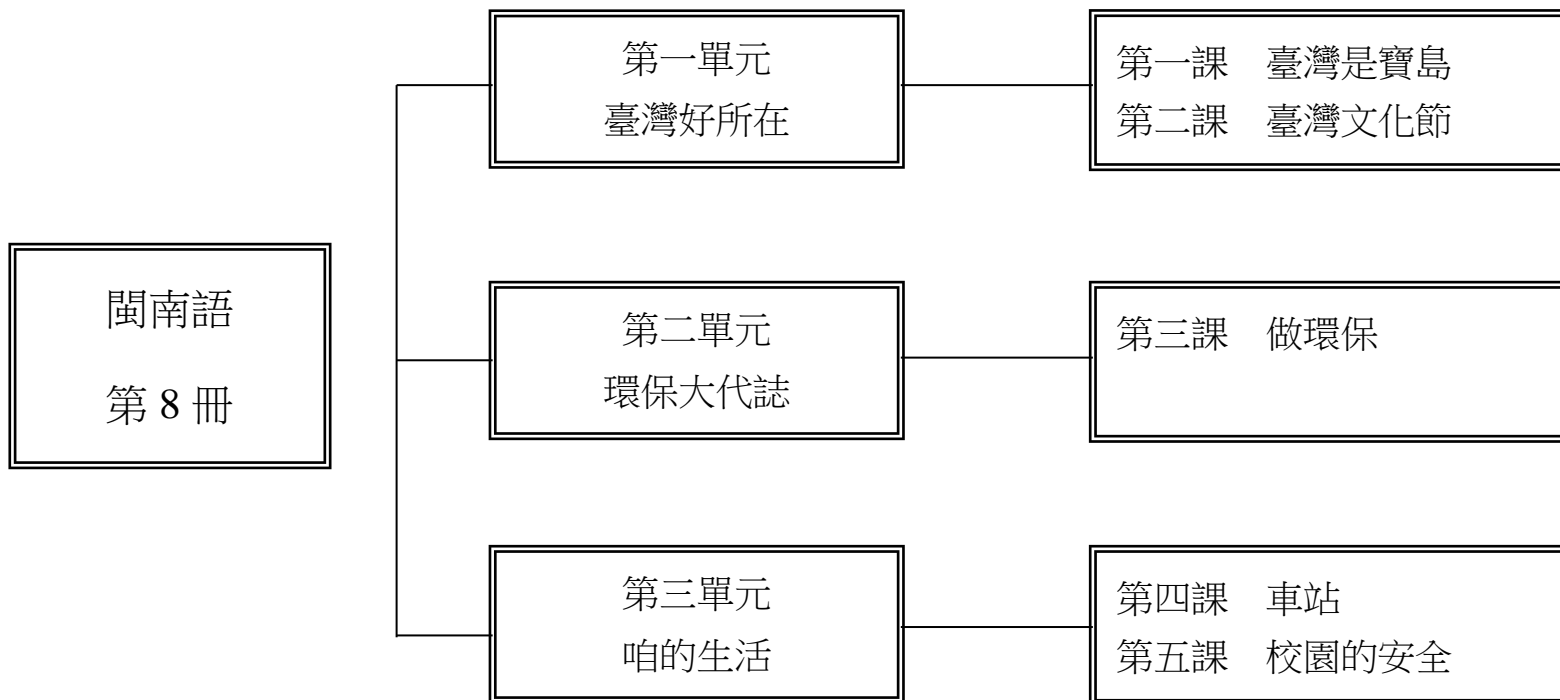 閩南語
第 8 冊
第一單元
臺灣好所在
第一課　臺灣是寶島
第二課　臺灣文化節
第二單元
環保大代誌
第三課　做環保
第三單元
咱的生活
第四課　車站
第五課　校園的安全